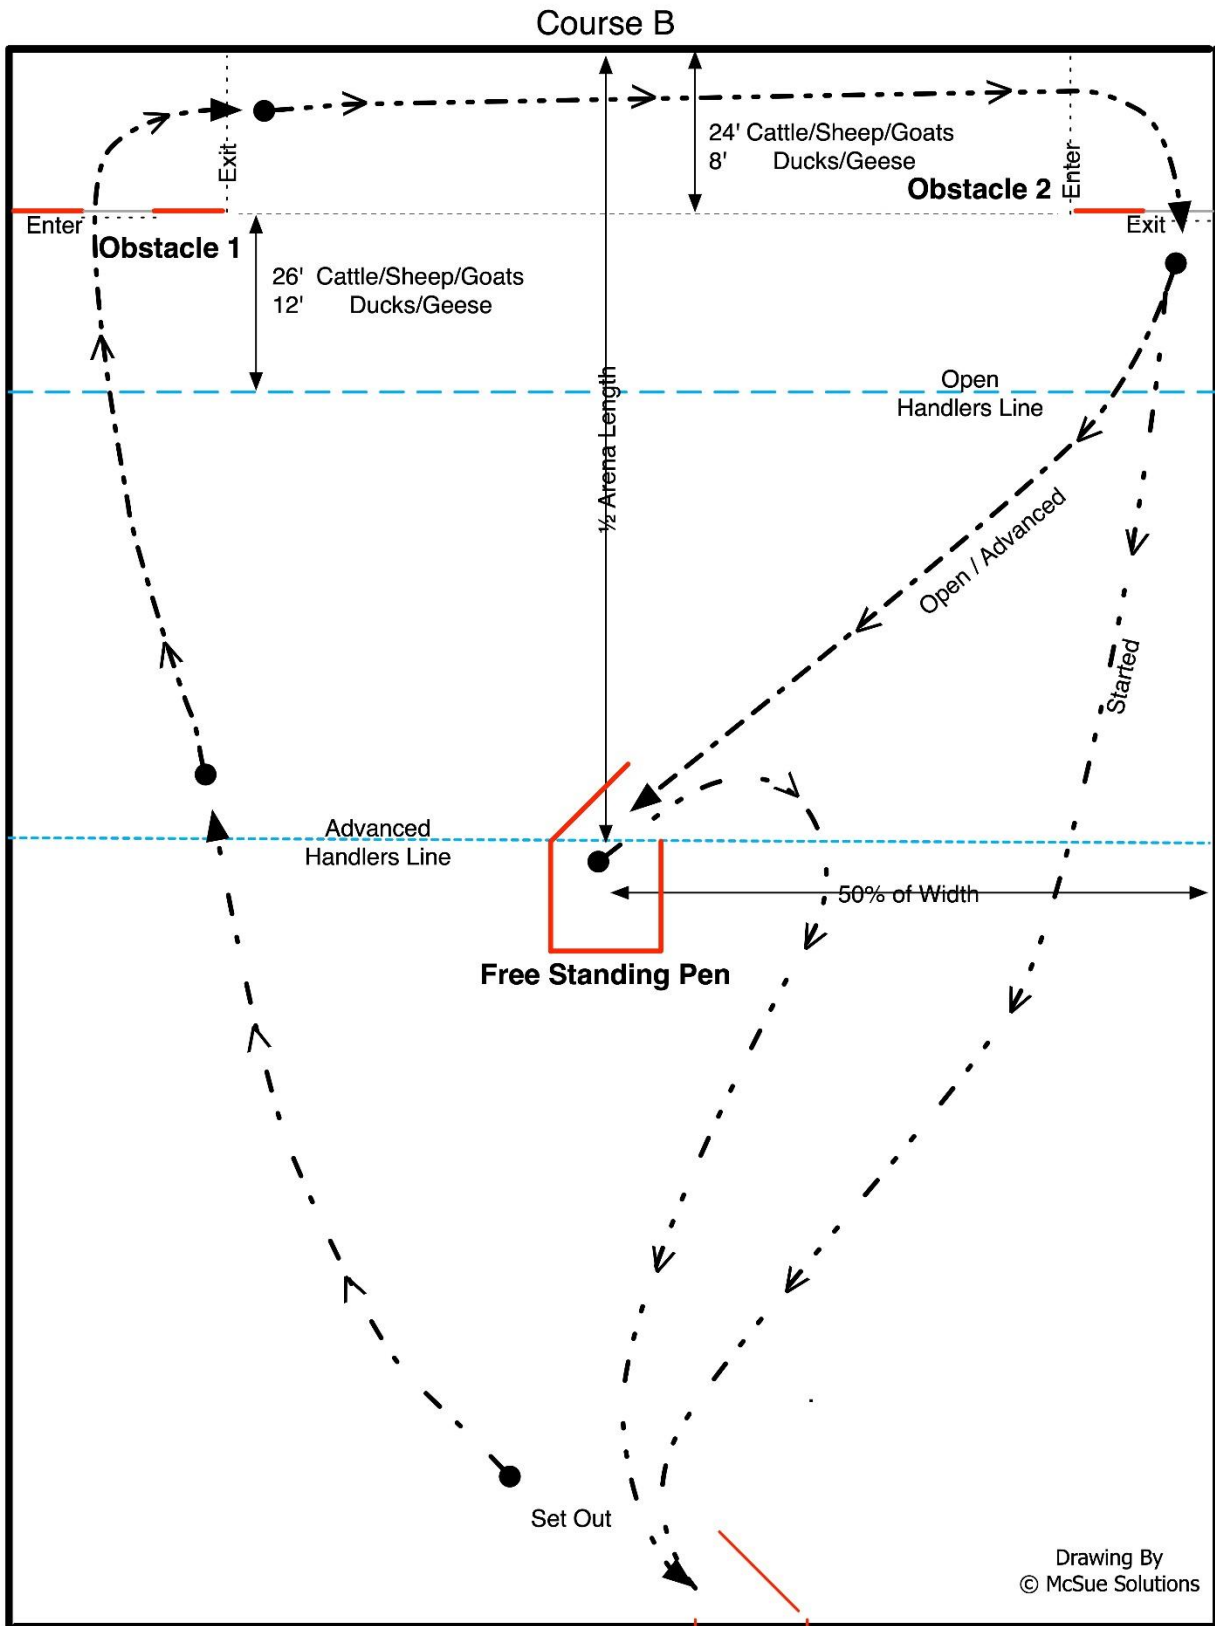 Course B
24' Cattle/Sheep/Goats
8' Ducks/Geese
Exit
Enter
Obstacle 2
Enter
Exit
Obstacle 1
26' Cattle/Sheep/Goats
12' Ducks/Geese
Open
Handlers Line
½ Arena Length
Open / Advanced
Started
Advanced
Handlers Line
50% of Width
Free Standing Pen
Set Out
Drawing By
© McSue Solutions